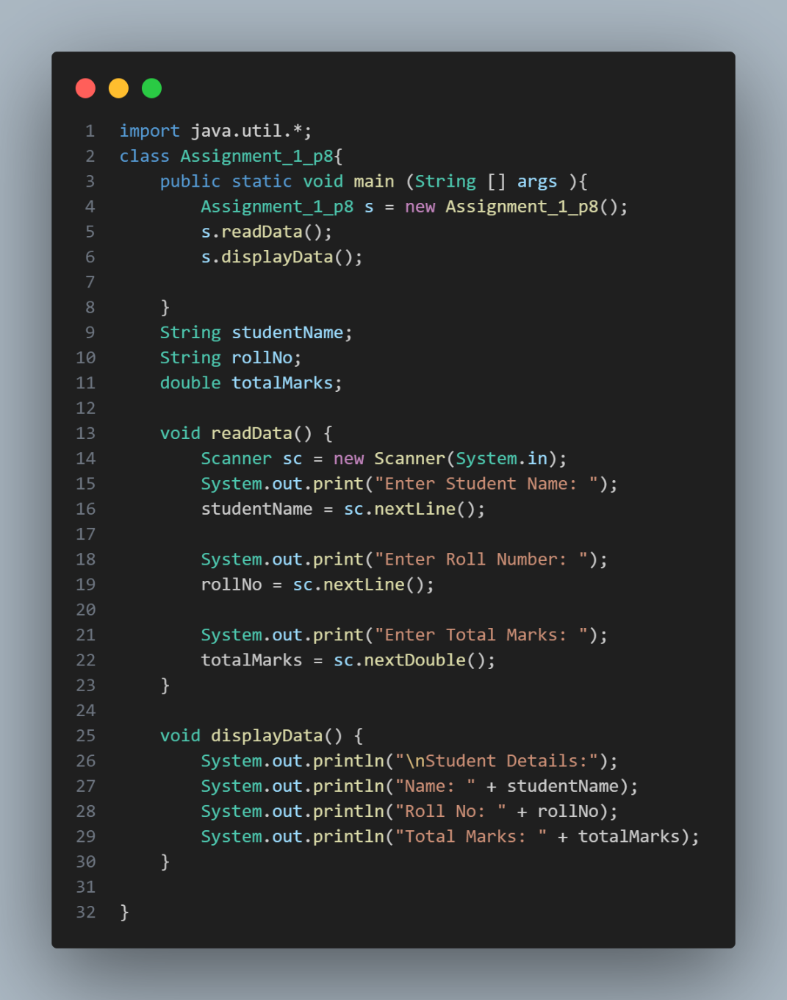 1 import java.util.*;
2 class Assignment_1_p8{
3     public static void main (String [] args ){
4         Assignment_1_p8 s = new Assignment_1_p8();
5         s.readData();
6         s.displayData();
7
8     }
9     String studentName;
10     String rollNo;
11     double totalMarks;
12
13     void readData() {
14         Scanner sc = new Scanner(System.in);
15         System.out.print("Enter Student Name: ");
16         studentName = sc.nextLine();
17
18         System.out.print("Enter Roll Number: ");
19         rollNo = sc.nextLine();
20
21         System.out.print("Enter Total Marks: ");
22         totalMarks = sc.nextDouble();
23     }
24
25     void displayData() {
26         System.out.println("\nStudent Details:");
27         System.out.println("Name: " + studentName);
28         System.out.println("Roll No: " + rollNo);
29         System.out.println("Total Marks: " + totalMarks);
30     }
31
32 }